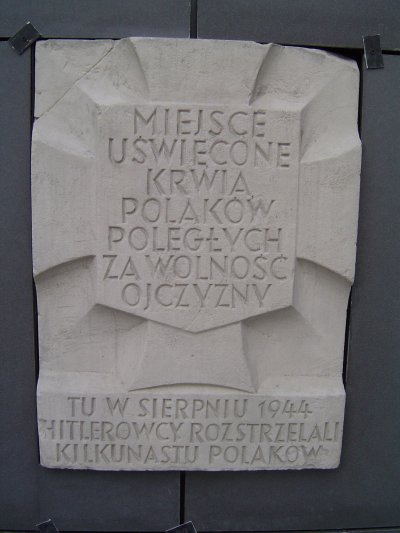 MIEJSCE
UŚWIĘCONE
KRWIĄ
POLAKÓW
POLEGŁYCH
ZA WOLNOŚĆ
OJCZYZNY
TU W SIERPNIU 1944
HITLEROWCY ROZSTRZELALI
KILKUNASTU POLAKÓW